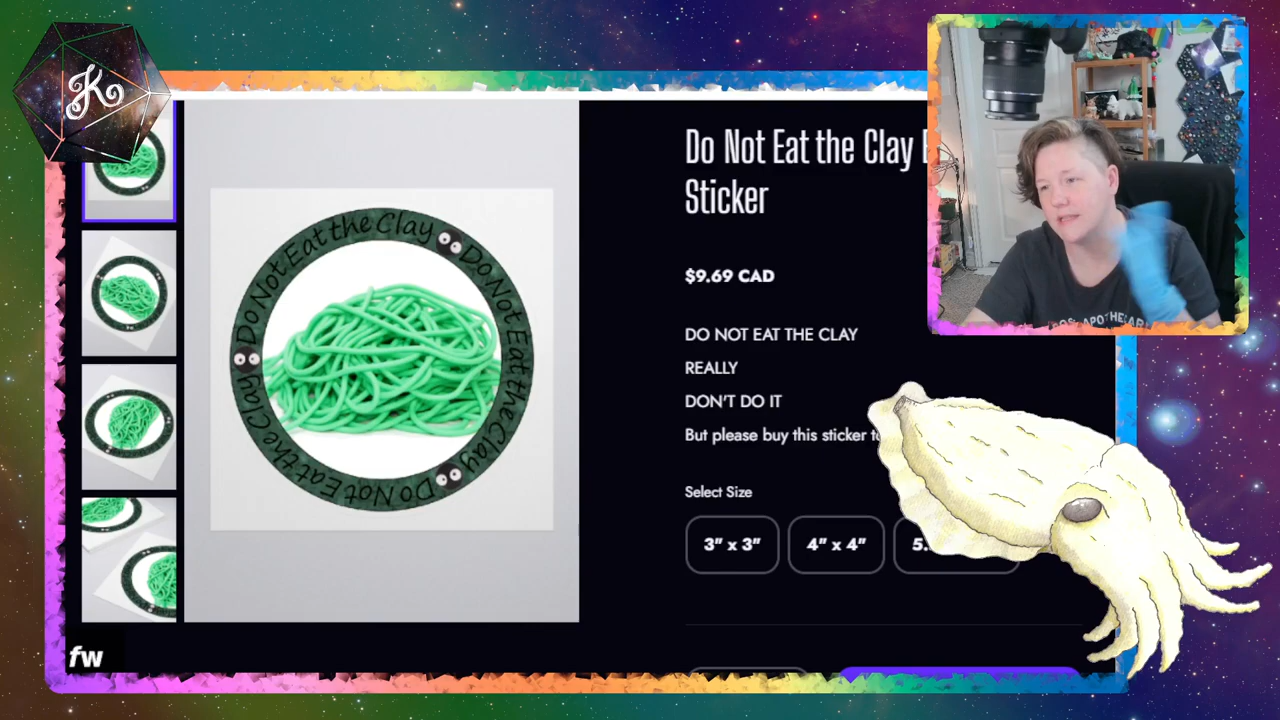 K
Do Not Eat the Clay
Sticker
$9.69 CAD
DO NOT EAT THE CLAY
REALLY
DON'T DO IT
But please buy this sticker
Select Size
3" x 3"
4" x 4"
Do Not Eat the Clay
Do Not Eat the Clay
Do Not Eat the Clay
fw